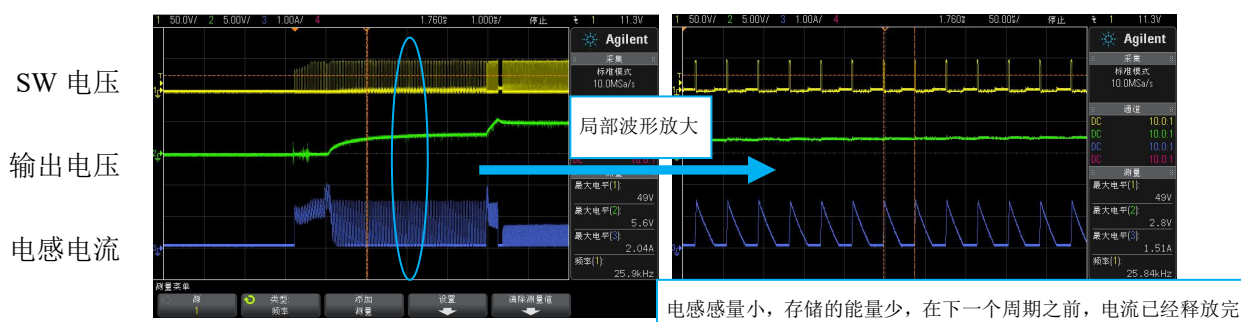 1 50.0V/ 2 5.00V/ 3 1.00A/ 4 1.760s 1.000s/ 停止 1 11.3V
SW 电压
输出电压
电感电流
Agilent
采集
标准模式
10.0MSa/s
局部波形放大
DC 10.0:1
测量
最大电平(1):
49V
最大电平(2):
5.6V
最大电平(3):
2.04A
频率(1):
25.9kHz
测量菜单
源
1
类型:
频率
添加
测量
设置
清除测量值
1 50.0V/ 2 5.00V/ 3 1.00A/ 4 1.760s 50.00s/ 停止 1 11.3V
Agilent
采集
标准模式
10.0MSa/s
通道
DC 10.0:1
DC 10.0:1
DC 10.0:1
DC 10.0:1
测量
最大电平(1):
49V
最大电平(2):
2.8V
最大电平(3):
1.51A
频率(1):
25.84kHz
电感感量小，存储的能量少，在下一个周期之前，电流已经释放完